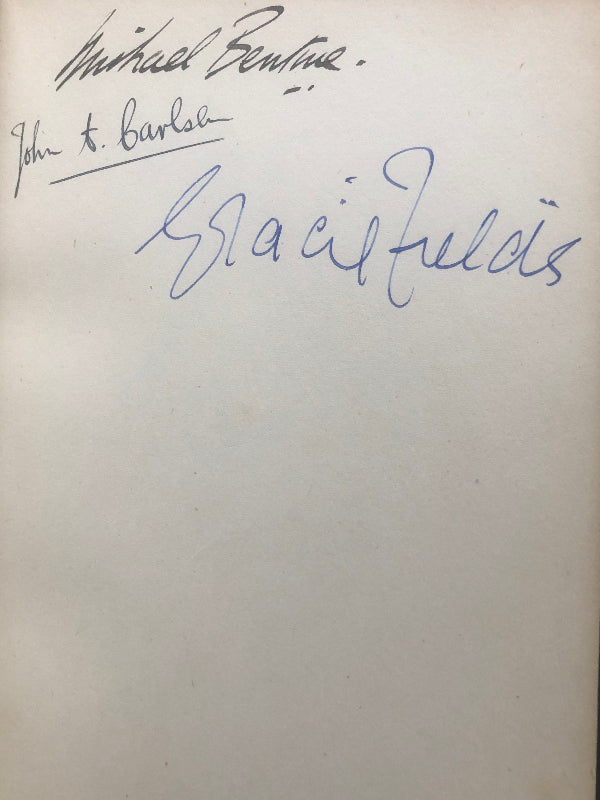 Michael Bentine.
John A. Carlsen
Gracie Fields